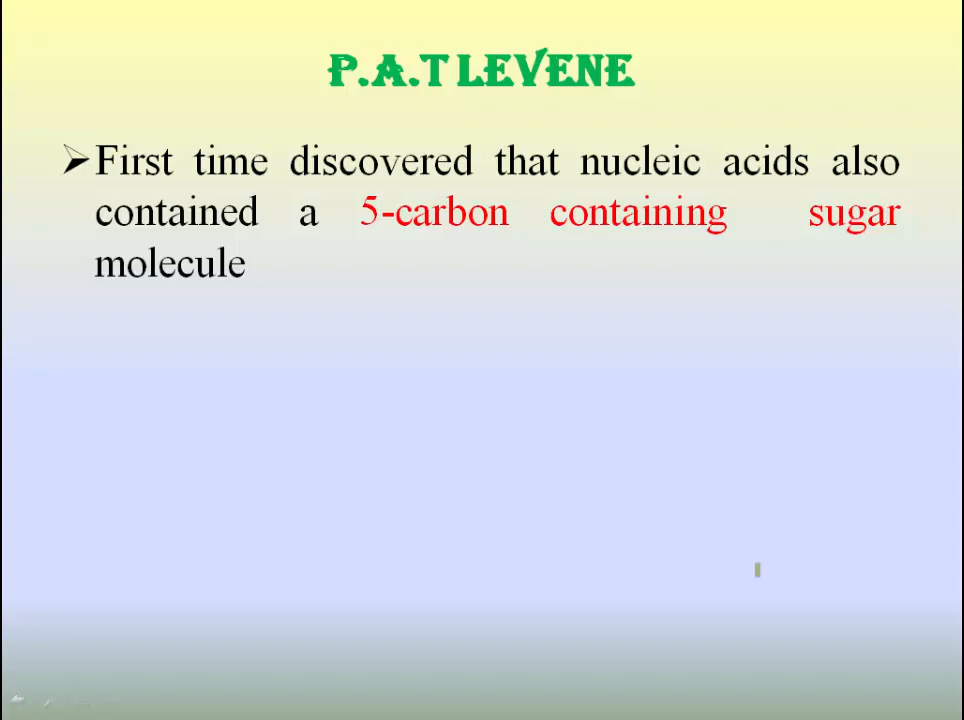 P.A.T LEVENE
➢First time discovered that nucleic acids also
contained a 5-carbon containing sugar
molecule